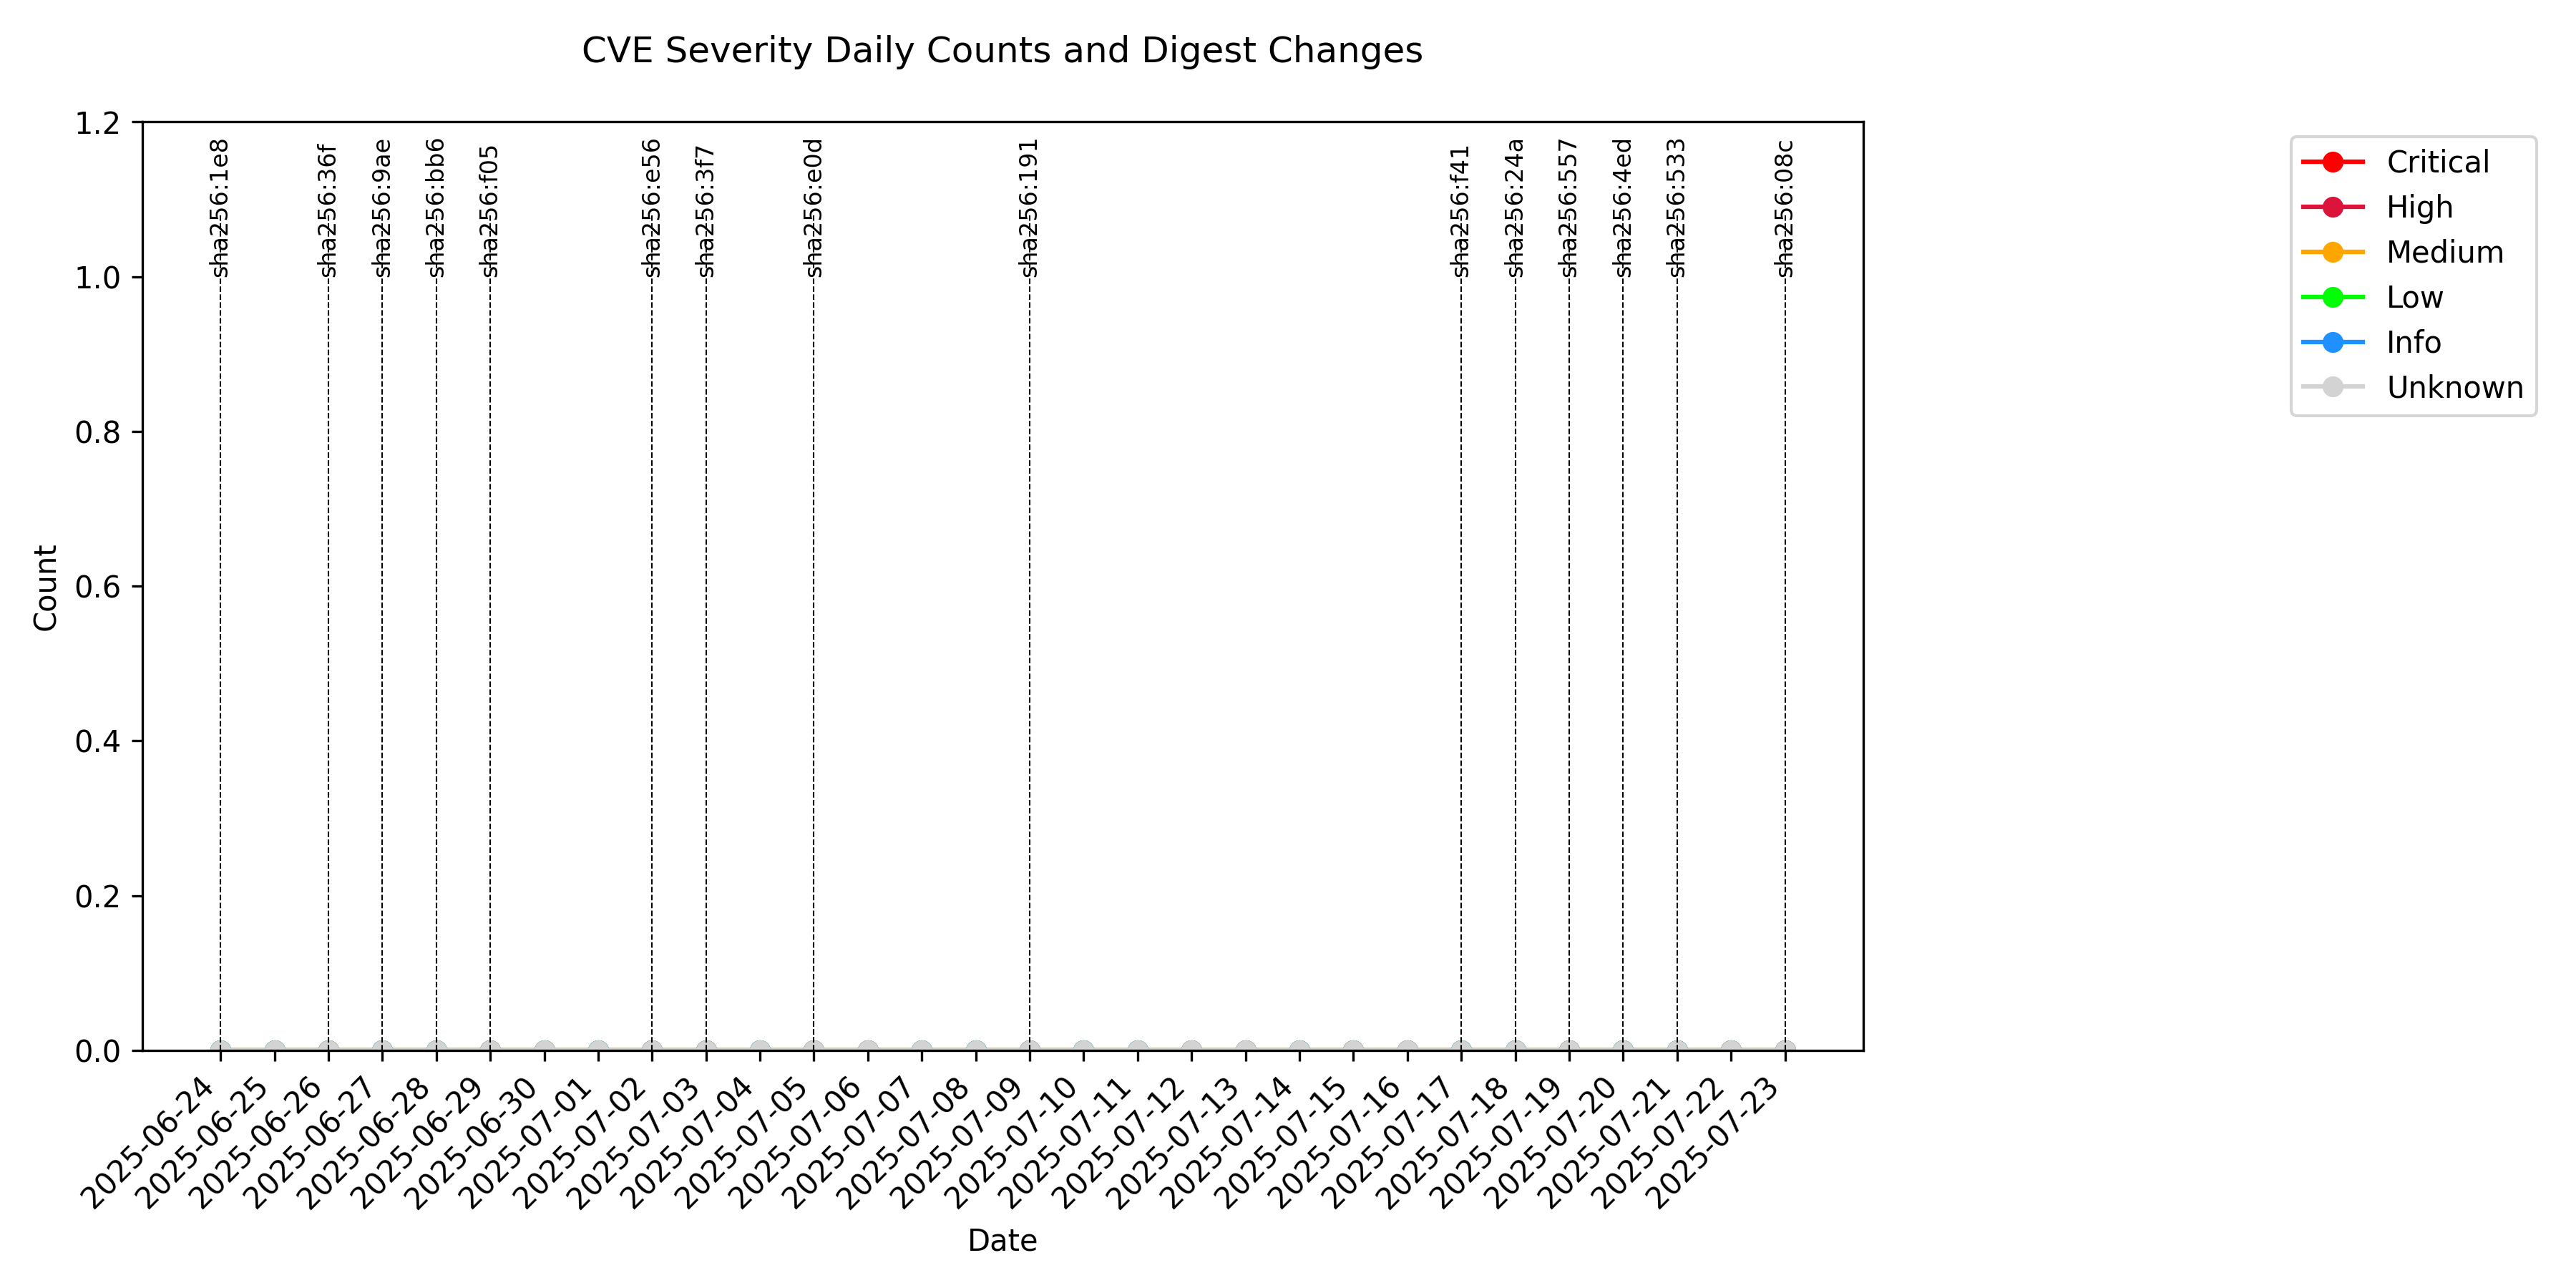 CVE Severity Daily Counts and Digest Changes
1.2
1.0
0.8
0.6
0.4
0.2
0.0
Count
sha256:1e8
sha256:36f
sha256:9ae
sha256:bb6
sha256:f05
sha256:e56
sha256:3f7
sha256:e0d
sha256:191
sha256:f41
sha256:24a
sha256:557
sha256:4ed
sha256:533
sha256:08c
Critical
High
Medium
Low
Info
Unknown
2025-06-24
2025-06-25
2025-06-26
2025-06-27
2025-06-28
2025-06-29
2025-06-30
2025-07-01
2025-07-02
2025-07-03
2025-07-04
2025-07-05
2025-07-06
2025-07-07
2025-07-08
2025-07-09
2025-07-10
2025-07-11
2025-07-12
2025-07-13
2025-07-14
2025-07-15
2025-07-16
2025-07-17
2025-07-18
2025-07-19
2025-07-20
2025-07-21
2025-07-22
2025-07-23
Date